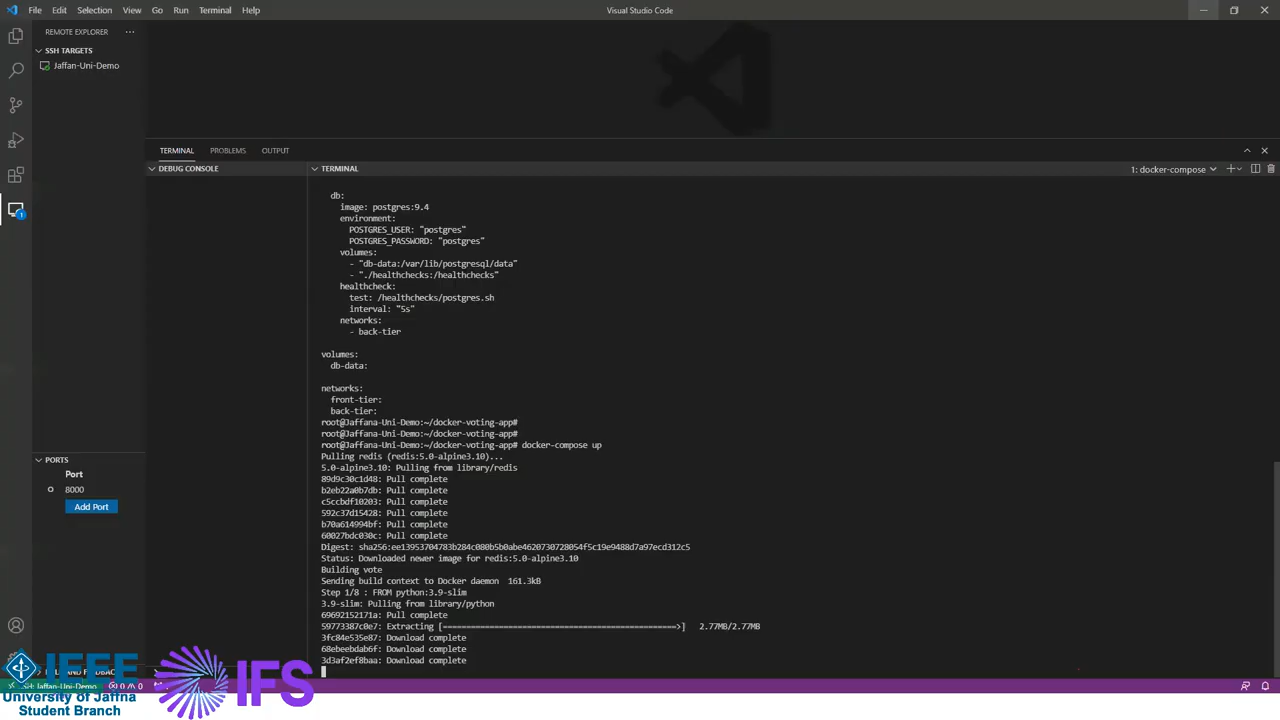 File Edit Selection View Go Run Terminal Help
Visual Studio Code
REMOTE EXPLORER ...
SSH TARGETS
Jaffan-Uni-Demo
TERMINAL PROBLEMS OUTPUT
DEBUG CONSOLE
TERMINAL
1: docker-compose
db:
image: postgres:9.4
environment:
POSTGRES_USER: "postgres"
POSTGRES_PASSWORD: "postgres"
volumes:
- "db-data:/var/lib/postgresql/data"
- "./healthchecks:/healthchecks"
healthcheck:
test: /healthchecks/postgres.sh
interval: "5s"
networks:
- back-tier
volumes:
db-data:
networks:
front-tier:
back-tier:
root@Jaffana-Uni-Demo:~/docker-voting-app#
root@Jaffana-Uni-Demo:~/docker-voting-app#
root@Jaffana-Uni-Demo:~/docker-voting-app# docker-compose up
Pulling redis (redis:5.0-alpine3.10)...
5.0-alpine3.10: Pulling from library/redis
89d9c30c1d48: Pull complete
b2eb22a0b7db: Pull complete
c5ccbdf10203: Pull complete
592c37d15428: Pull complete
b70a614994bf: Pull complete
60027bdc030c: Pull complete
Digest: sha256:ee13953704783b284c080b5b0abe4620730728054f5c19e9488d7a97ecd312c5
Status: Downloaded newer image for redis:5.0-alpine3.10
Building vote
Sending build context to Docker daemon 161.3kB
Step 1/8 : FROM python:3.9-slim
3.9-slim: Pulling from library/python
69692152171a: Pull complete
59773387c0e7: Extracting [==================================================>] 2.77MB/2.77MB
3fc84e535e87: Download complete
68ebeebdab6f: Download complete
3d3af2ef8baa: Download complete
PORTS
Port
8000
Add Port
1
SSH: Jaffan-Uni-Demo 0 0
IEEE
University of Jaffna
Student Branch
IFS